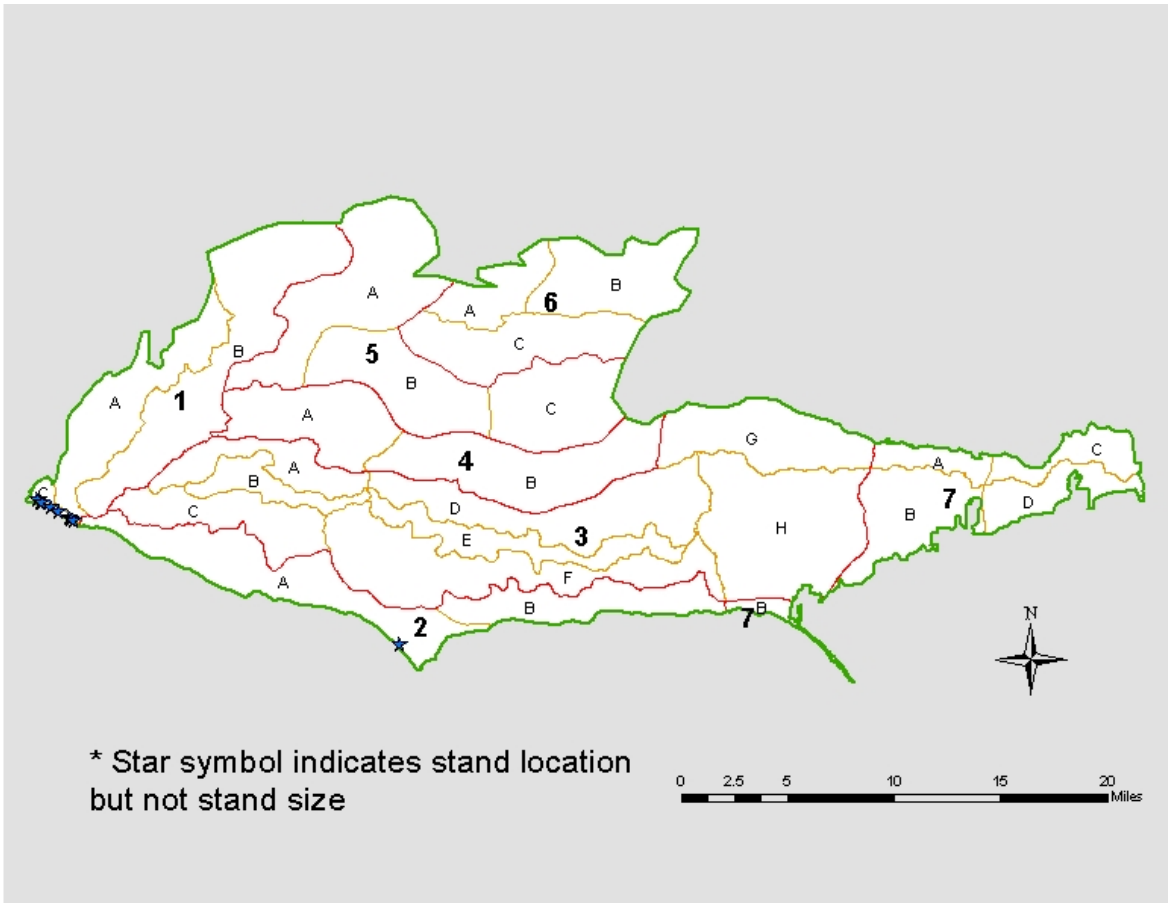 A
B
6
A
C
5
B
B
A
1
A
C
G
4
B
A
C
A
B
7
C
B
D
C
D
3
H
E
F
A
B
B
2
7
N
* Star symbol indicates stand location
but not stand size
0 2.5 5 10 15 20
Miles